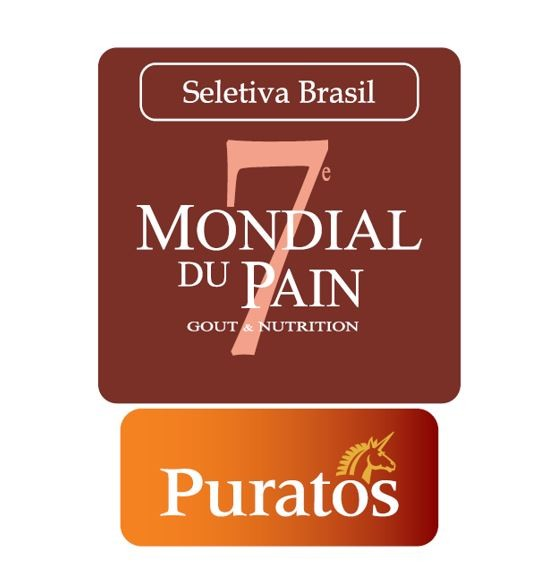 Seletiva Brasil
7e
MONDIAL
DU PAIN
GOUT & NUTRITION
Puratos